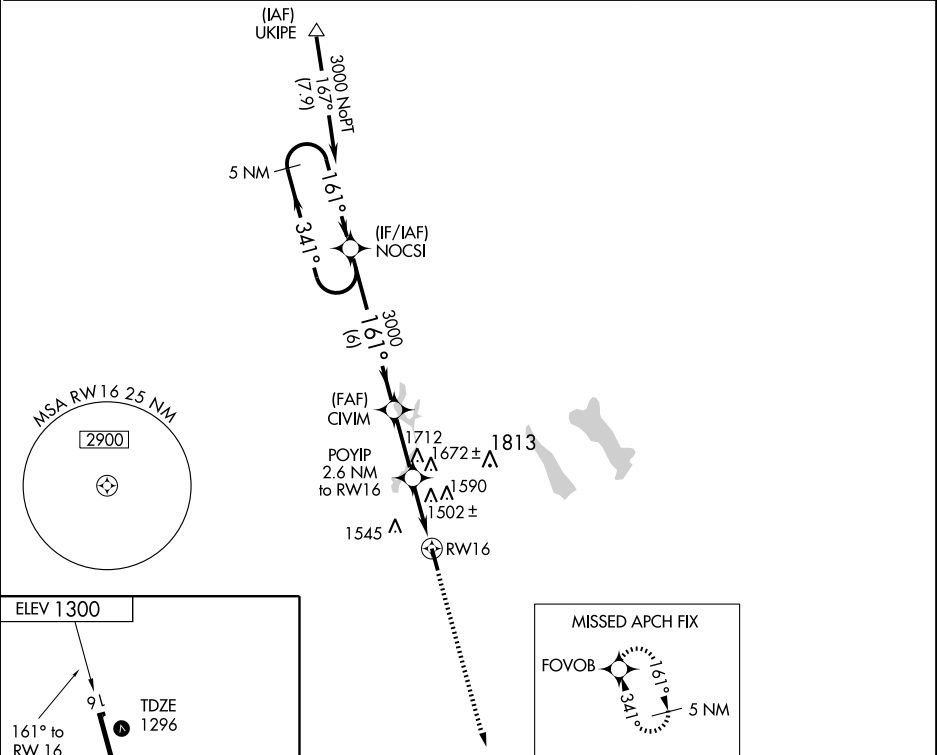 (IAF)
UKIPE
3000 NoPT
167°
(7.9)
5 NM
161°
341°
(IF/IAF)
NOCSI
3000
161°
(6)
MSA RW16 25 NM
2900
(FAF)
CIVIM
1712
1672 ±
1813
POYIP
2.6 NM
to RW16
1590
1502 ±
1545
RW16
ELEV 1300
16
TDZE
1296
161° to
RW 16
MISSED APCH FIX
FOVOB
161°
341°
5 NM